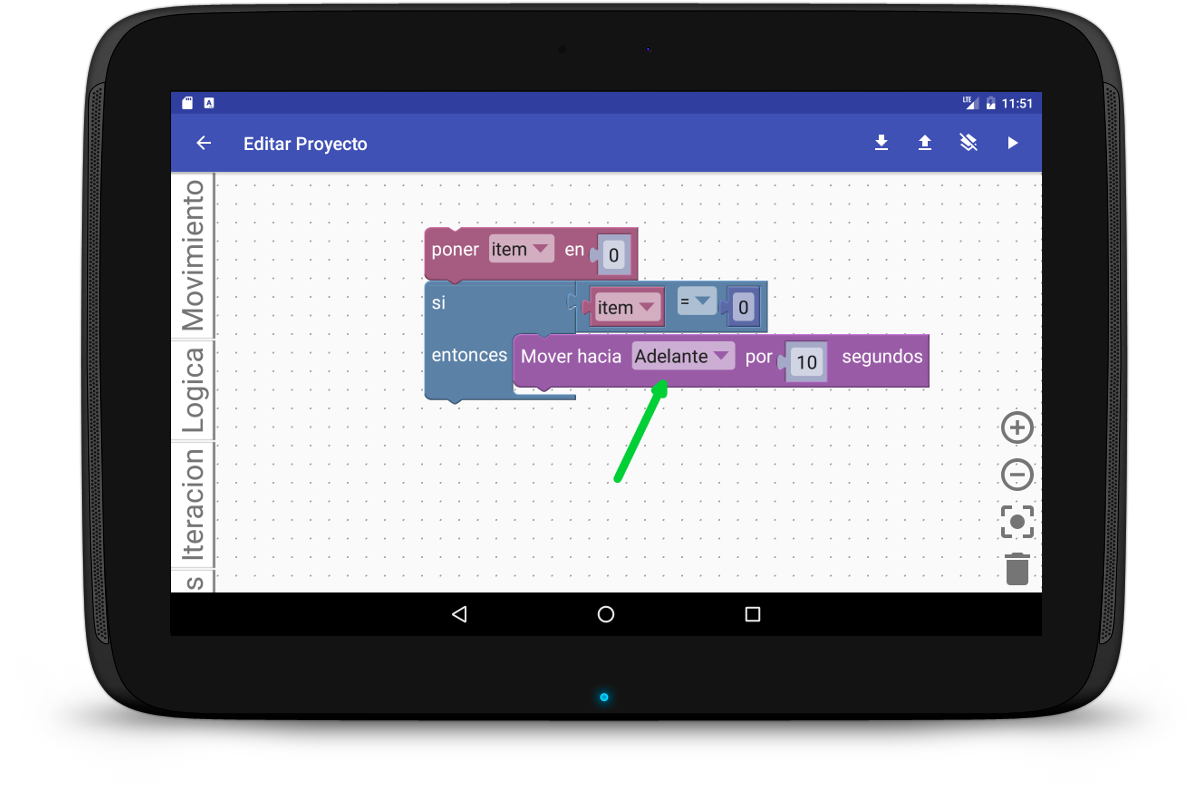 A
LTE 11:51
Editar Proyecto
Movimiento
Logica
Iteracion
s
poner item en 0
si item = 0
entonces Mover hacia Adelante por 10 segundos